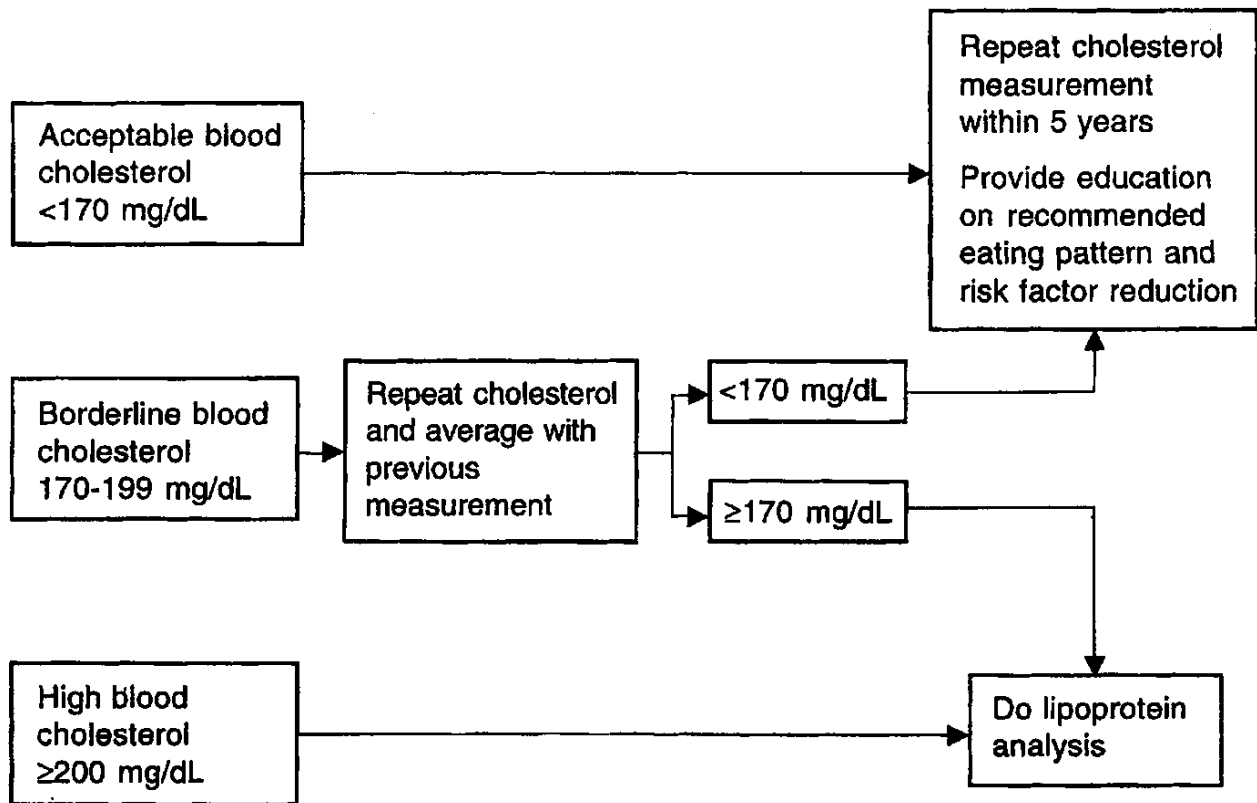 Acceptable blood
cholesterol
<170 mg/dL
Repeat cholesterol
measurement
within 5 years
Provide education
on recommended
eating pattern and
risk factor reduction
Borderline blood
cholesterol
170-199 mg/dL
Repeat cholesterol
and average with
previous
measurement
<170 mg/dL
≥170 mg/dL
High blood
cholesterol
≥200 mg/dL
Do lipoprotein
analysis